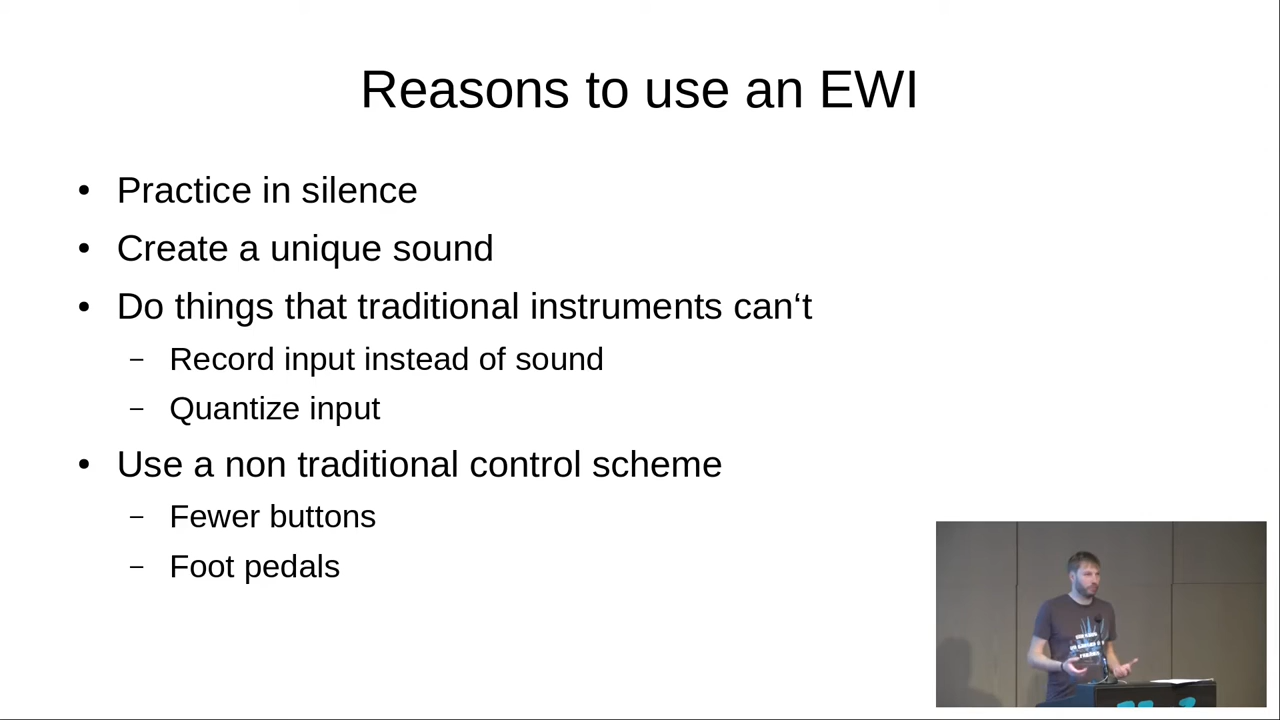 Reasons to use an EWI
• Practice in silence
• Create a unique sound
• Do things that traditional instruments can‘t
– Record input instead of sound
– Quantize input
• Use a non traditional control scheme
– Fewer buttons
– Foot pedals